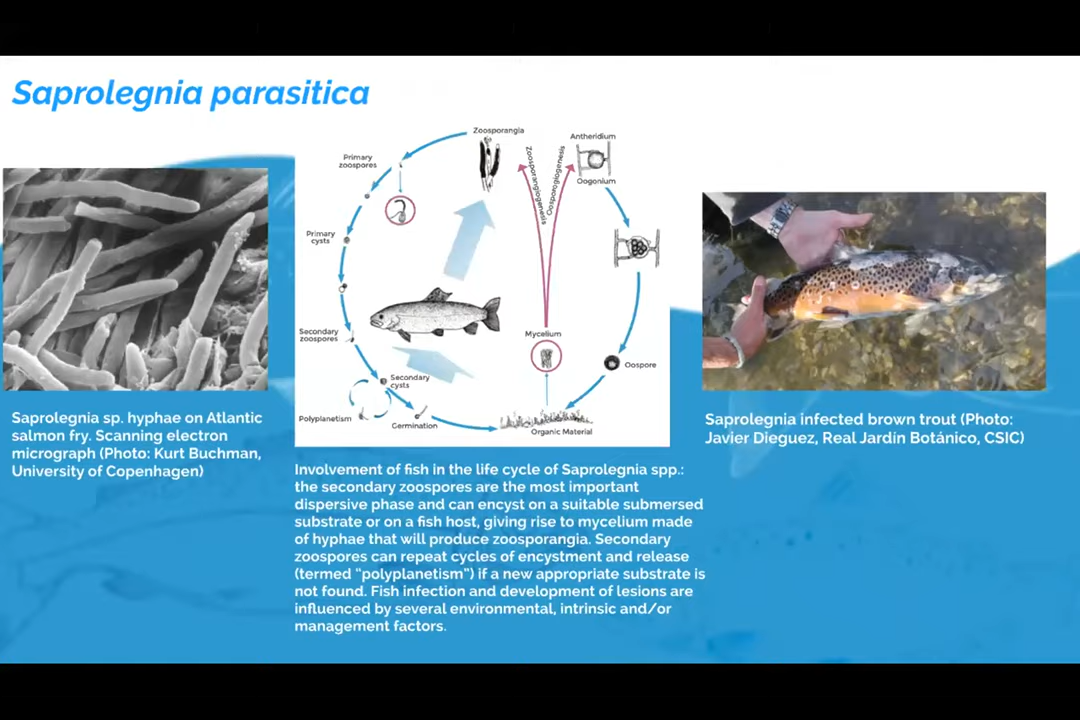 Saprolegnia parasitica
Saprolegnia sp. hyphae on Atlantic
salmon fry. Scanning electron
micrograph (Photo: Kurt Buchman,
University of Copenhagen)
Zoosporangia
Primary
zoospores
Primary
cysts
Secondary
zoospores
Secondary
cysts
Polyplanetism
Germination
Organic Material
Mycelium
Zoosporangiogenesis
Oosporogiogenesis
Antheridium
Oogonium
Oospore
Involvement of fish in the life cycle of Saprolegnia spp.:
the secondary zoospores are the most important
dispersive phase and can encyst on a suitable submersed
substrate or on a fish host, giving rise to mycelium made
of hyphae that will produce zoosporangia. Secondary
zoospores can repeat cycles of encystment and release
(termed “polyplanetism”) if a new appropriate substrate is
not found. Fish infection and development of lesions are
influenced by several environmental, intrinsic and/or
management factors.
Saprolegnia infected brown trout (Photo:
Javier Dieguez, Real Jardín Botánico, CSIC)